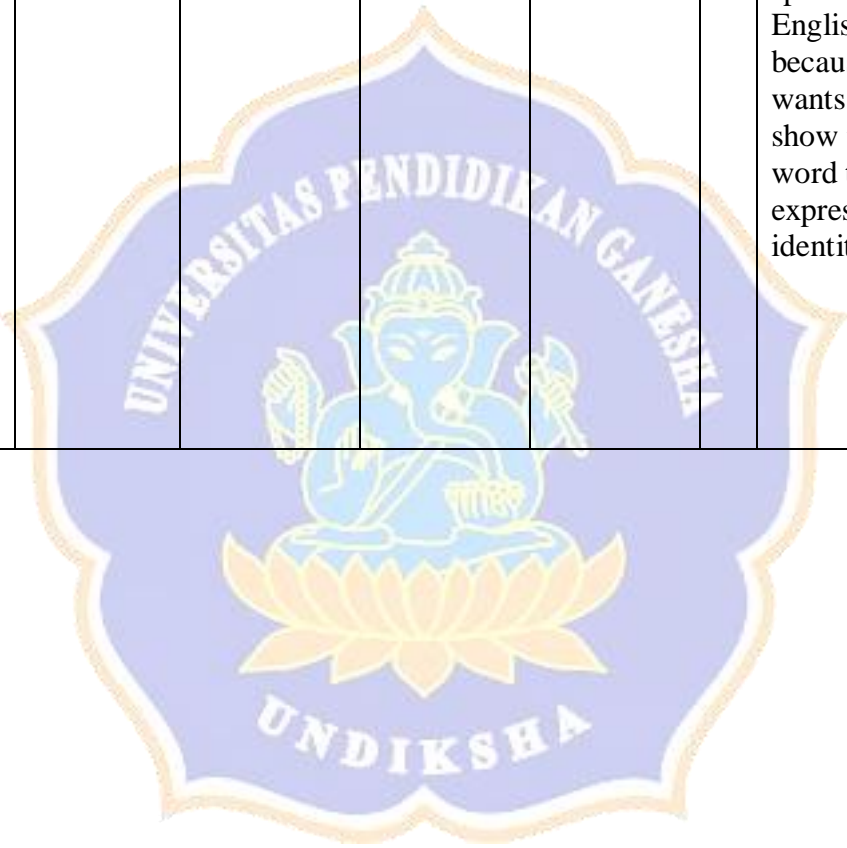 Englis
becau
wants
show
word
expres
identit
UNIVERSITAS PENDIDIKAN GANESHA
UNDIKSHA